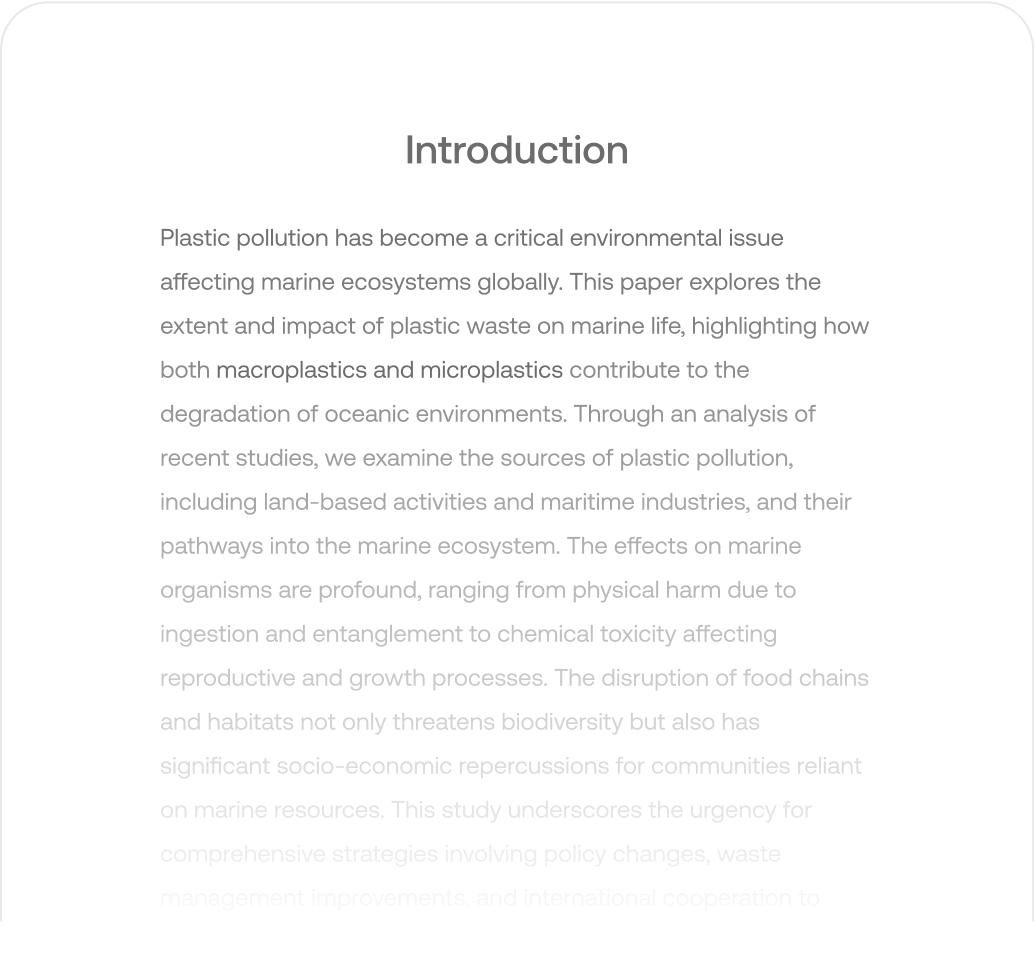 Introduction
Plastic pollution has become a critical environmental issue
affecting marine ecosystems globally. This paper explores the
extent and impact of plastic waste on marine life, highlighting how
both macroplastics and microplastics contribute to the
degradation of oceanic environments. Through an analysis of
recent studies, we examine the sources of plastic pollution,
including land-based activities and maritime industries, and their
pathways into the marine ecosystem. The effects on marine
organisms are profound, ranging from physical harm due to
ingestion and entanglement to chemical toxicity affecting
reproductive and growth processes. The disruption of food chains
and habitats not only threatens biodiversity but also has
significant socio-economic repercussions for communities reliant
on marine resources. This study underscores the urgency for
comprehensive strategies involving policy changes, waste
management improvements, and international cooperation to